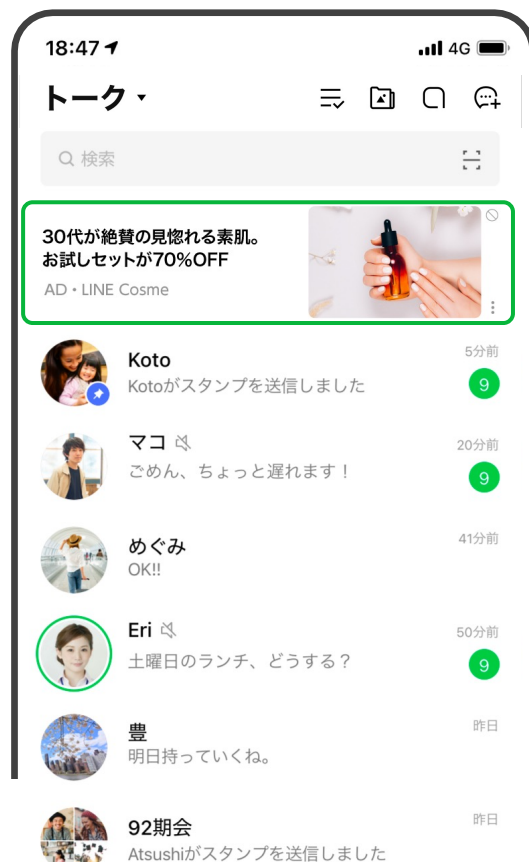 18:47
4G
トーク
検索
30代が絶賛の見惚れる素肌。
お試しセットが70%OFF
AD・LINE Cosme
Koto
5分前
Kotoがスタンプを送信しました
9
マコ
20分前
ごめん、ちょっと遅れます！
9
めぐみ
41分前
OK!!
Eri
50分前
土曜日のランチ、どうする？
9
豊
昨日
明日持っていくね。
92期会
昨日
Atsushiがスタンプを送信しました